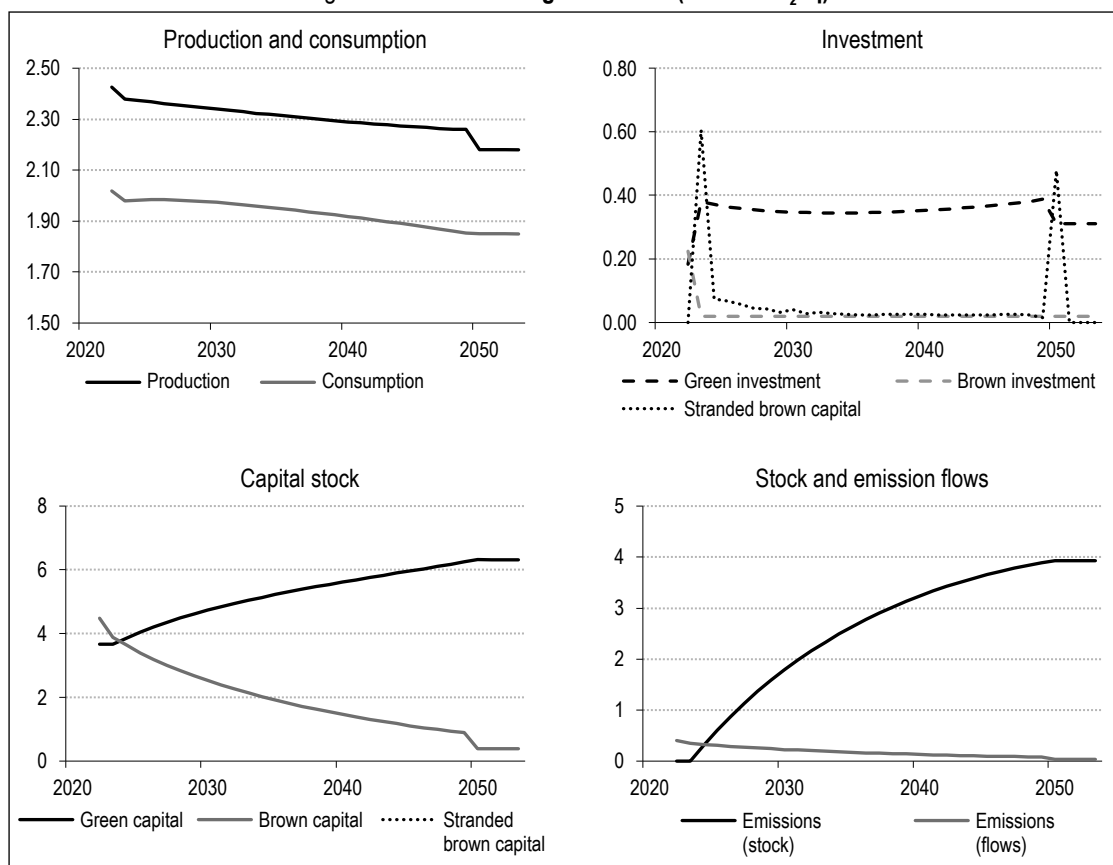 Production and consumption
2.50
2.30
2.10
1.90
1.70
1.50
2020 2030 2040 2050
Production Consumption
Investment
0.80
0.60
0.40
0.20
0.00
2020 2030 2040 2050
Green investment Brown investment
Stranded brown capital
Capital stock
8
6
4
2
0
2020 2030 2040 2050
Green capital Brown capital Stranded
brown capital
Stock and emission flows
5
4
3
2
1
0
2020 2030 2040 2050
Emissions Emissions
(stock) (flows)